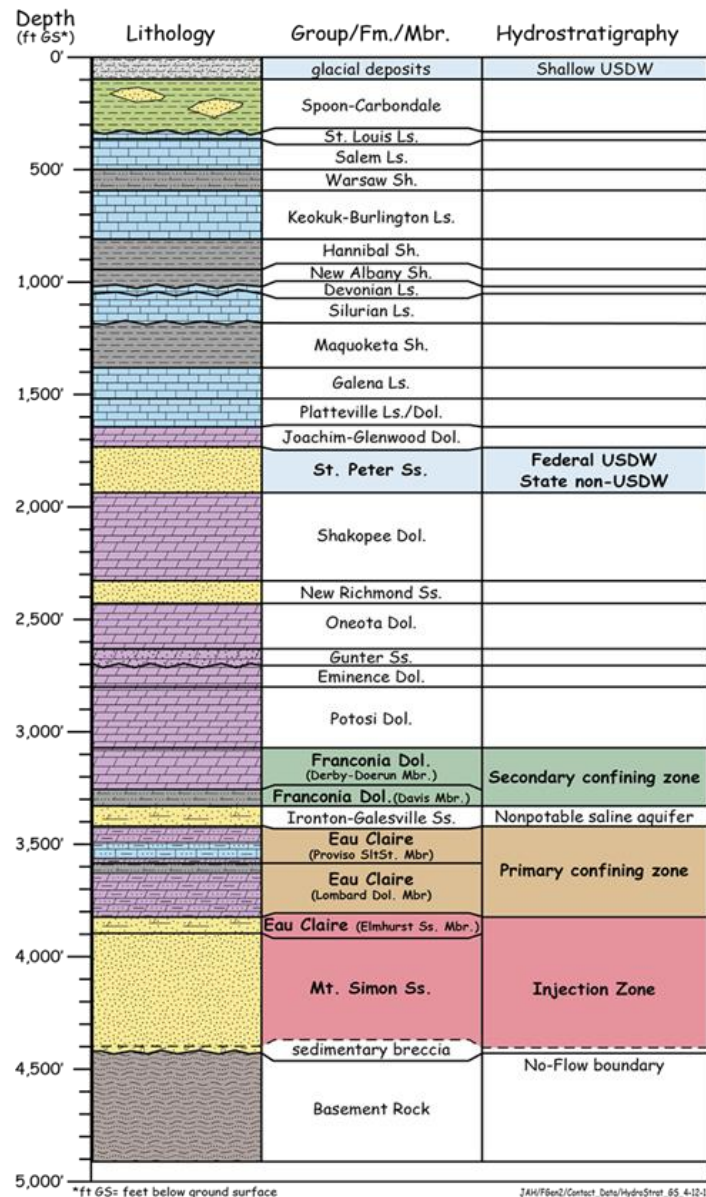 Depth
(ft GS*)
Lithology
Group/Fm./Mbr.
Hydrostratigraphy
0'
glacial deposits
Shallow USDW
Spoon-Carbondale
St. Louis Ls.
Salem Ls.
500'
Warsaw Sh.
Keokuk-Burlington Ls.
Hannibal Sh.
New Albany Sh.
1,000'
Devonian Ls.
Silurian Ls.
Maquoketa Sh.
Galena Ls.
1,500'
Platteville Ls./Dol.
Joachim-Glenwood Dol.
St. Peter Ss.
Federal USDW
State non-USDW
2,000'
Shakopee Dol.
New Richmond Ss.
2,500'
Oneota Dol.
Gunter Ss.
Eminence Dol.
Potosi Dol.
3,000'
Franconia Dol.
(Derby-Doerun Mbr.)
Secondary confining zone
Franconia Dol. (Davis Mbr.)
Ironton-Galesville Ss.
Nonpotable saline aquifer
3,500'
Eau Claire
(Proviso SltSt. Mbr)
Primary confining zone
Eau Claire
(Lombard Dol. Mbr)
Eau Claire (Elmhurst Ss. Mbr.)
4,000'
Mt. Simon Ss.
Injection Zone
sedimentary breccia
4,500'
No-Flow boundary
Basement Rock
5,000'
*ft GS= feet below ground surface
JAH/FGen2/Contact_Data/HydroStrat_GS_4-12-1